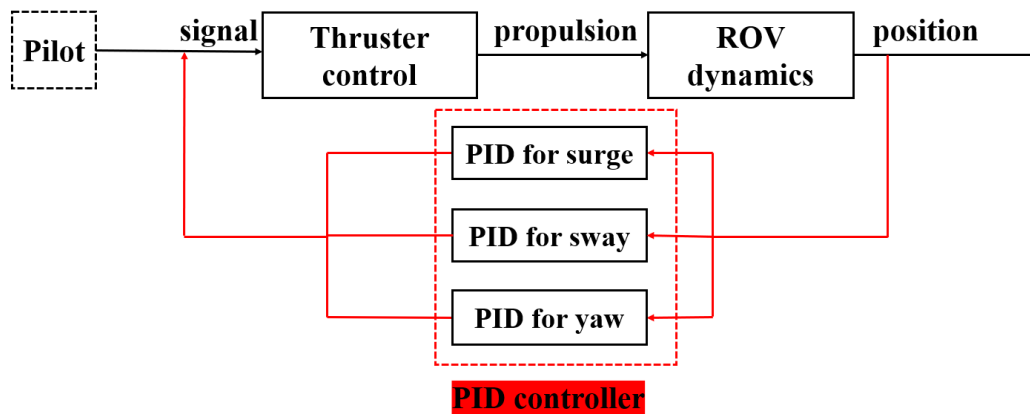 Pilot
signal
Thruster
control
propulsion
ROV
dynamics
position
PID for surge
PID for sway
PID for yaw
PID controller